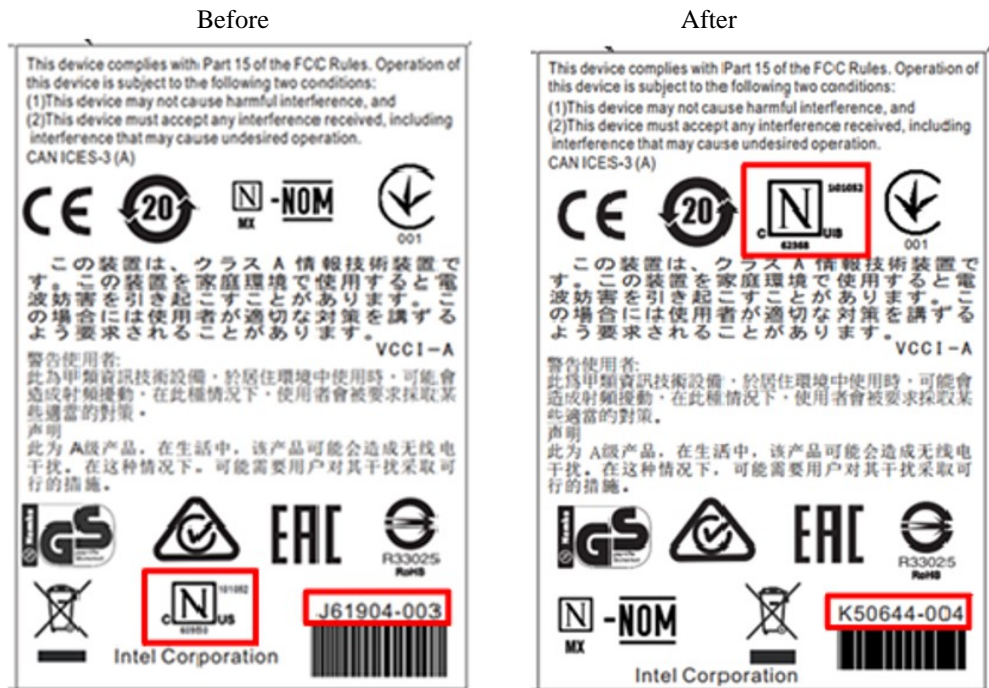 Before
This device complies with Part 15 of the FCC Rules. Operation of
this device is subject to the following two conditions:
(1)This device may not cause harmful interference, and
(2)This device must accept any interference received, including
interference that may cause undesired operation.
CAN ICES-3 (A)
CE 20 N -NOM
MX 001
この装置は、クラス A 情報技術装置で
す。この装置を家庭環境で使用すると電
波妨害を引き起こすことがあります。こ
の場合には使用者が適切な対策を講ずる
よう要求されることがあります。
VCCI-A
警告使用者:
此為甲類資訊技術設備,於居住環境中使用時,可能會
造成射頻擾動,在此種情況下,使用者會被要求採取某
些適當的對策。
声明
此为 A级产品,在生活中,该产品可能会造成无线电
干扰。在这种情况下。可能需要用户对其干扰采取可
行的措施。
Nemko GS EAC
R33025
RoHS
N 101082
C US
J61904-003
Intel Corporation
After
This device complies with Part 15 of the FCC Rules. Operation of
this device is subject to the following two conditions:
(1)This device may not cause harmful interference, and
(2)This device must accept any interference received, including
interference that may cause undesired operation.
CAN ICES-3 (A)
CE 20 N 101082
C US
62368 001
この装置は、クラス A 情報技術装置で
す。この装置を家庭環境で使用すると電
波妨害を引き起こすことがあります。こ
の場合には使用者が適切な対策を講ずる
よう要求されることがあります。
VCCI-A
警告使用者:
此為甲類資訊技術設備,於居住環境中使用時,可能會
造成射頻擾動,在此種情況下,使用者會被要求採取某
些適當的對策。
声明
此为 A级产品,在生活中,该产品可能会造成无线电
干扰。在这种情况下,可能需要用户对其干扰采取可
行的措施。
Nemko GS EAC
R33025
RoHS
N -NOM
MX
K50644-004
Intel Corporation